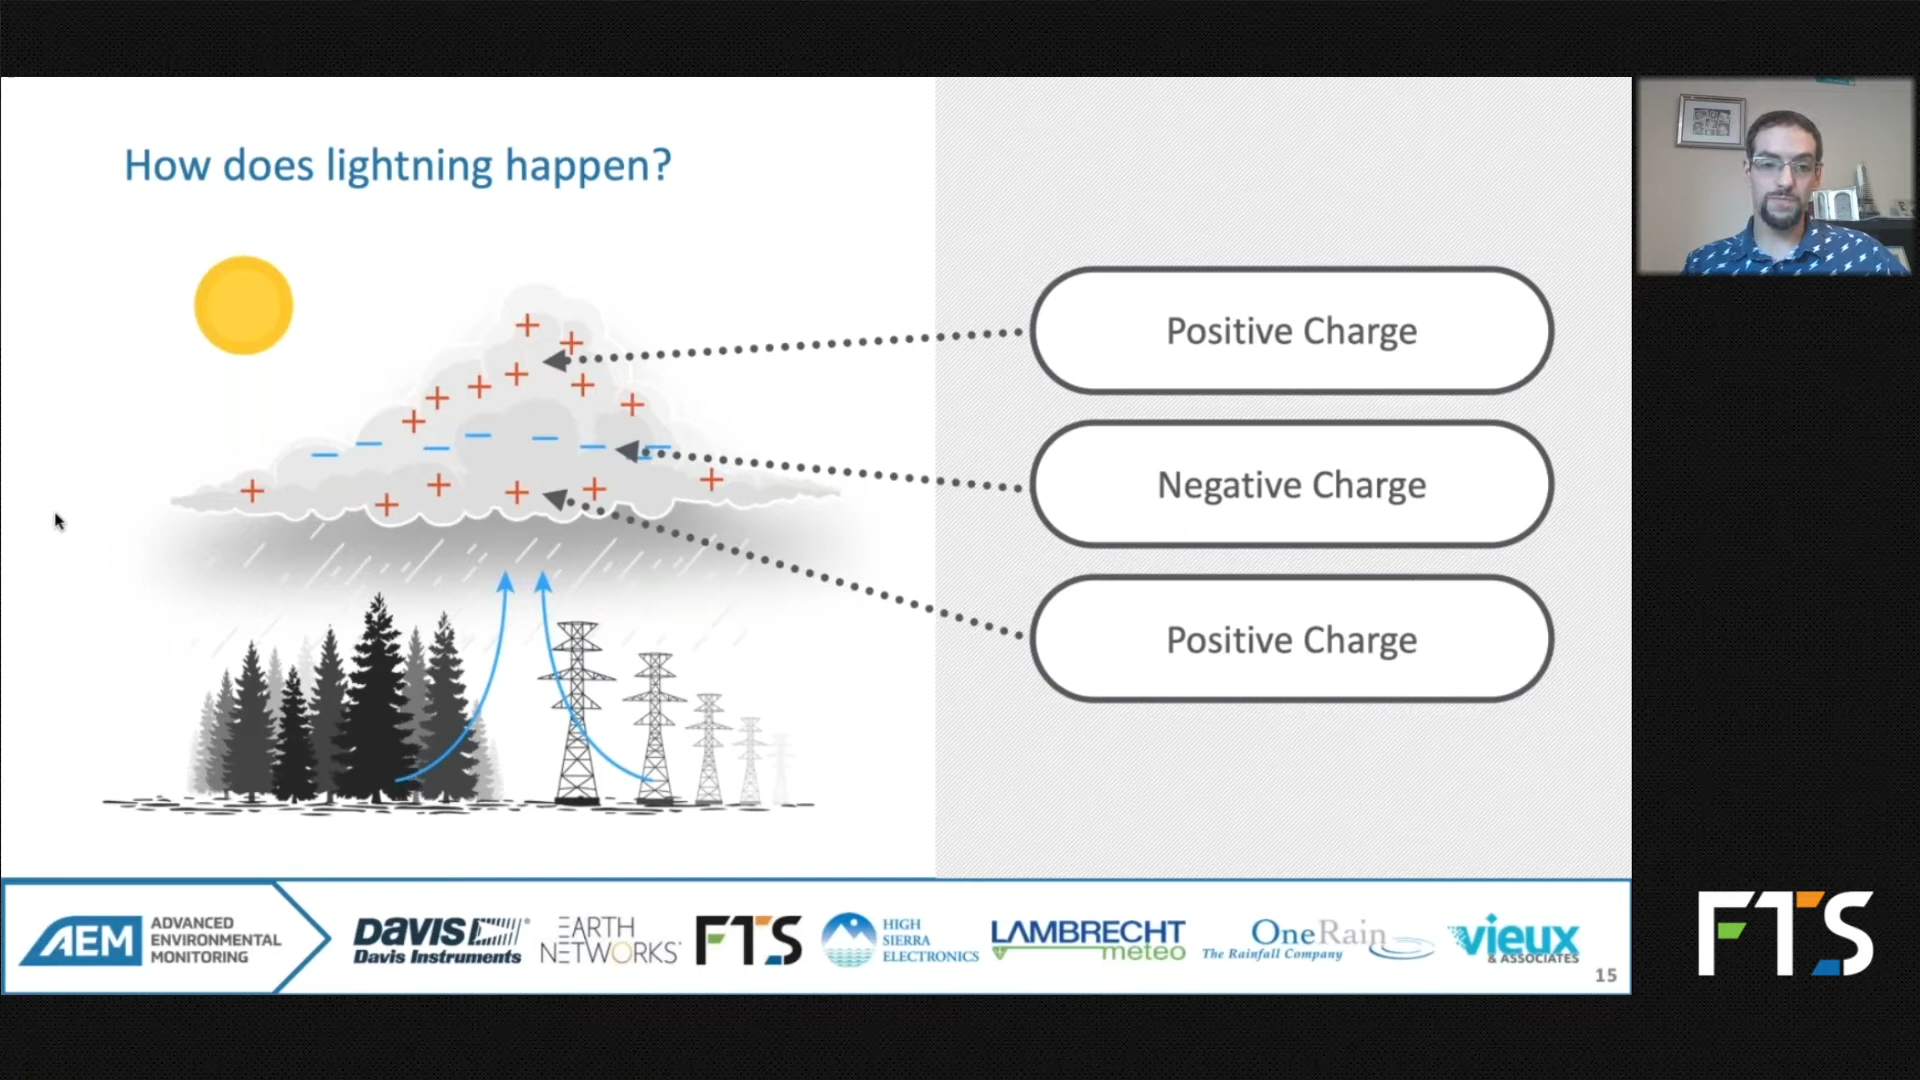 How does lightning happen?
Positive Charge
Negative Charge
Positive Charge
AEM
ADVANCED
ENVIRONMENTAL
MONITORING
DAVIS
Davis Instruments
EARTH
NETWORKS
FTS
HIGH
SIERRA
ELECTRONICS
LAMBRECHT
meteo
OneRain
The Rainfall Company
vieux
& ASSOCIATES
15
FTS